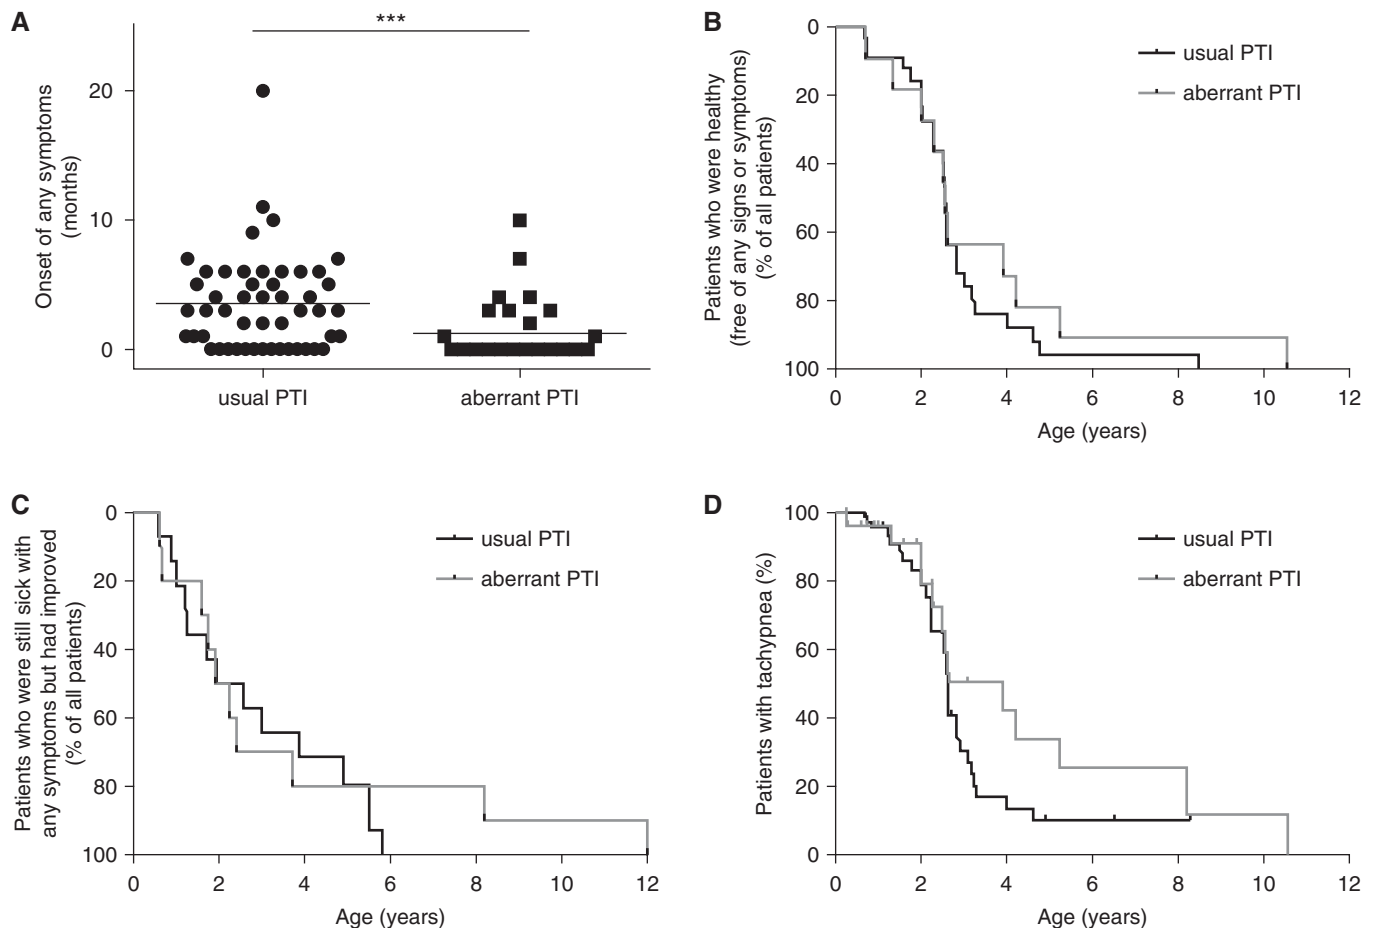 A
***
Onset of any symptoms
(months)
20
10
0
usual PTI
aberrant PTI
B
Patients who were healthy
(free of any signs or symptoms)
(% of all patients)
0
20
40
60
80
100
usual PTI
aberrant PTI
0 2 4 6 8 10 12
Age (years)
C
Patients who were still sick with
any symptoms but had improved
(% of all patients)
0
20
40
60
80
100
usual PTI
aberrant PTI
0 2 4 6 8 10 12
Age (years)
D
Patients with tachypnea (%)
100
80
60
40
20
0
usual PTI
aberrant PTI
0 2 4 6 8 10 12
Age (years)